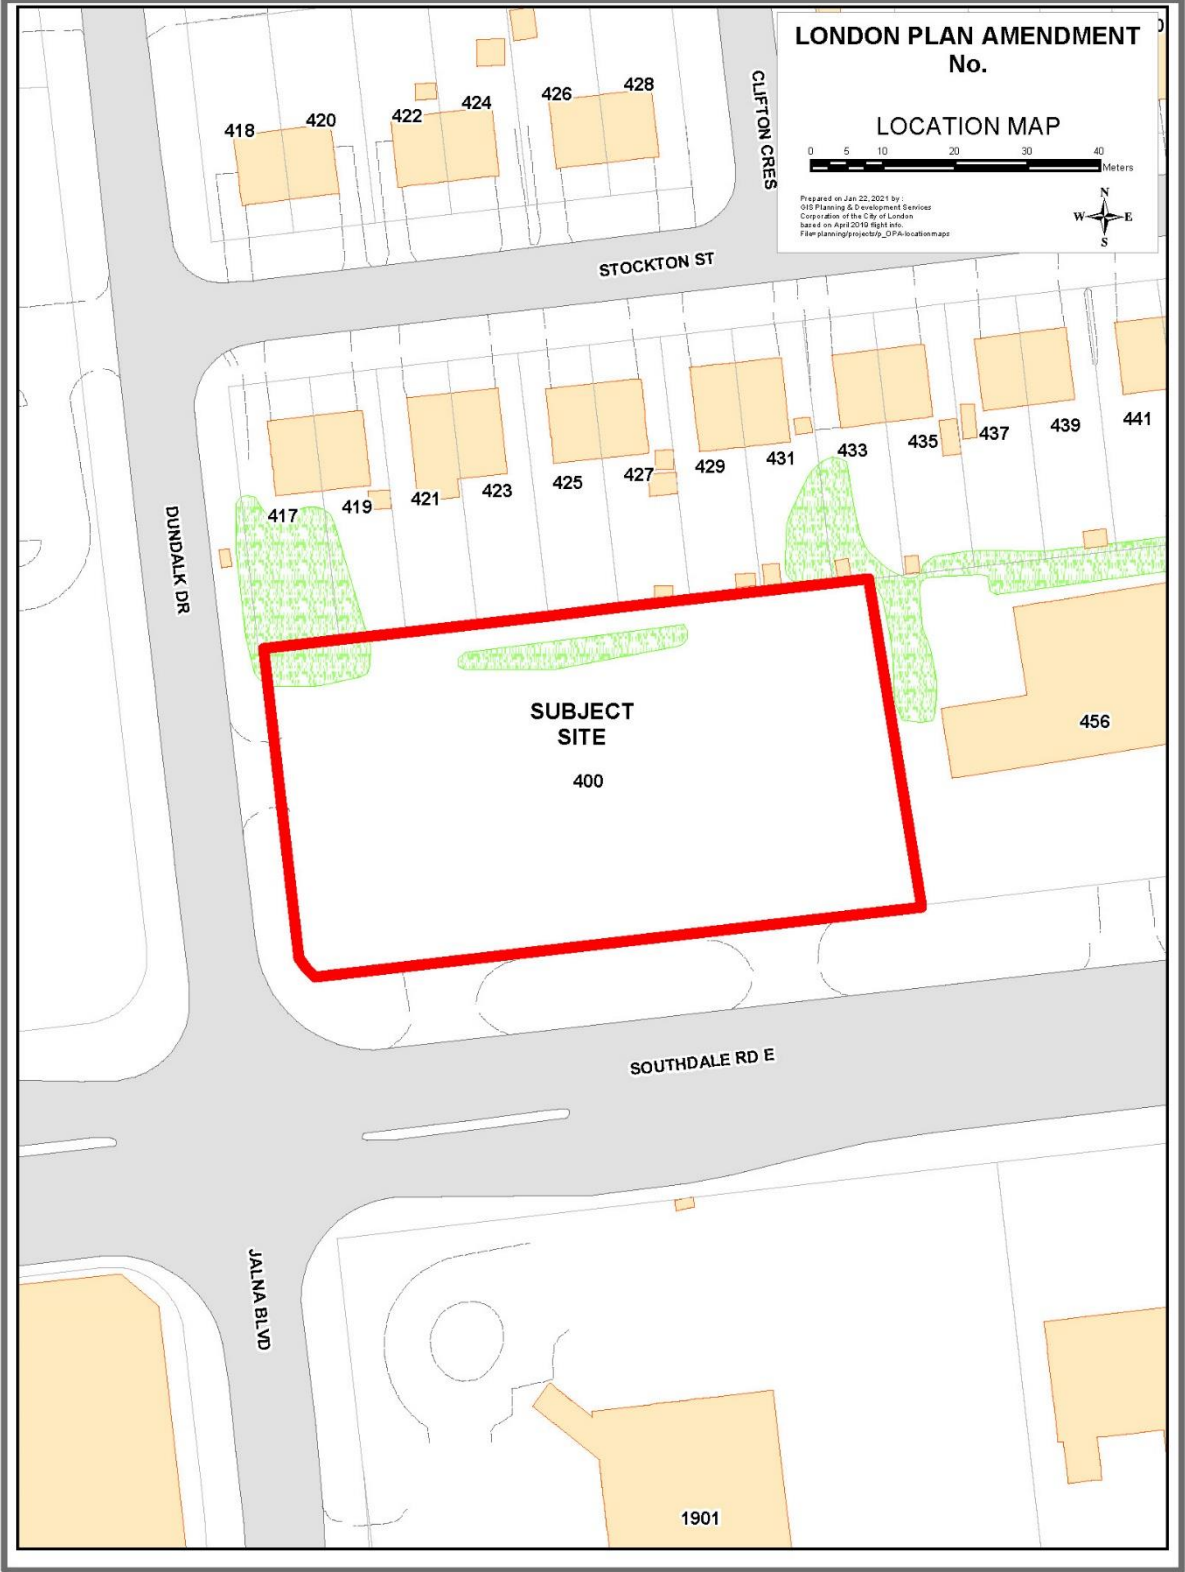 LONDON PLAN AMENDMENT
No.
LOCATION MAP
0 5 10 20 30 40
Meters
Prepared on Jan 22, 2021 by :
GIS Planning & Development Services
Corporation of the City of London
based on April 2019 flight info.
N
W E
S
CLIFTON CRES
418 420 422 424 426 428
STOCKTON ST
417 419 421 423 425 427 429 431 433 435 437 439 441
DUNDALK DR
SUBJECT
SITE
400
456
SOUTHDALE RD E
JALNA BLVD
1901